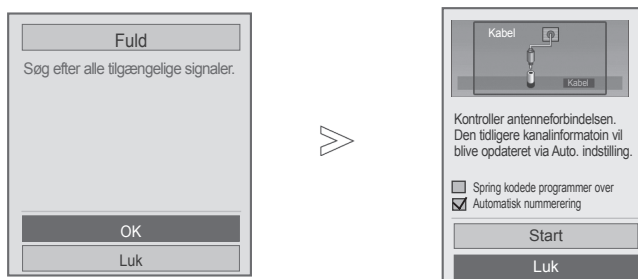 Fuld
Søg efter alle tilgængelige signaler.
OK
Luk
Kabel
Kabel
Kontroller antenneforbindelsen.
Den tidligere kanalinformatoin vil
blive opdateret via Auto. indstilling.
Spring kodede programmer over
Automatisk nummerering
Start
Luk